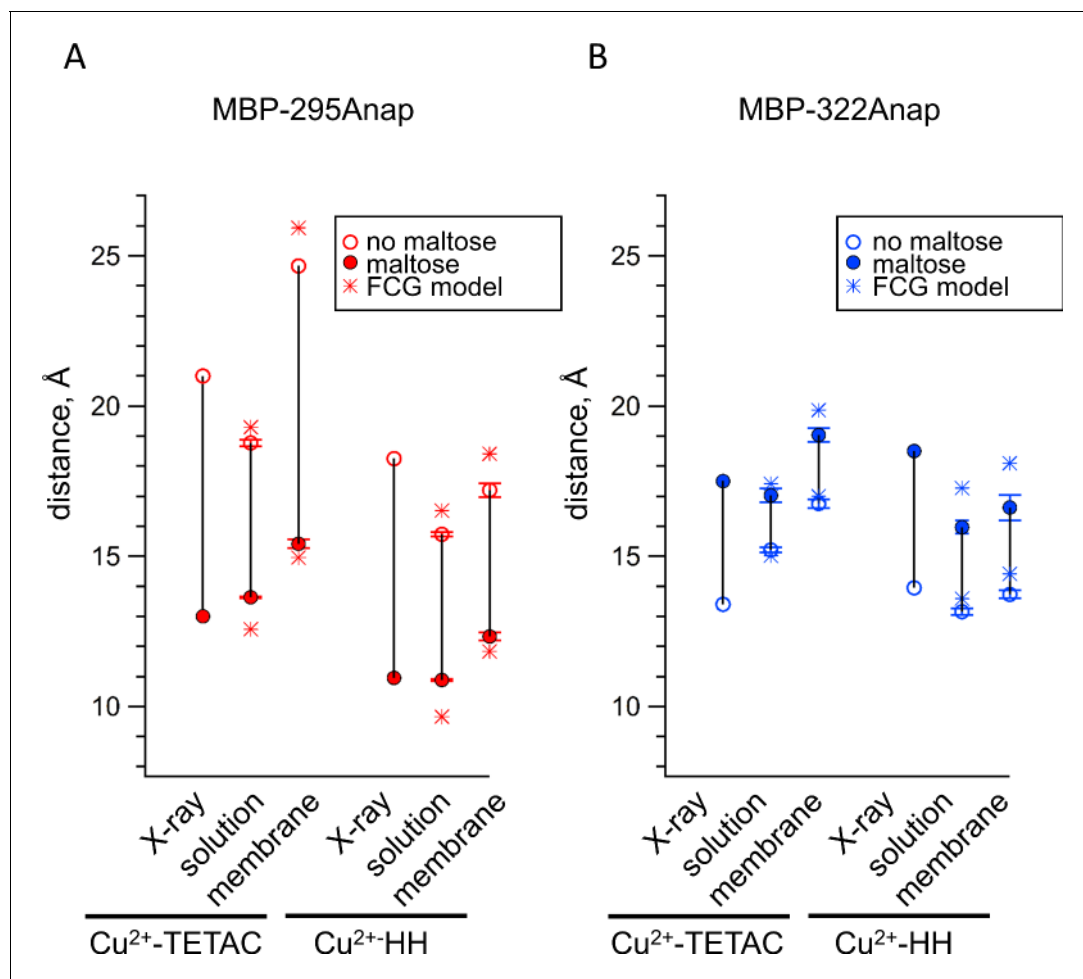 A
MBP-295Anap
distance, Å
25
20
15
10
no maltose
maltose
FCG model
X-ray
solution
membrane
X-ray
solution
membrane
Cu²⁺-TETAC
Cu²⁺-HH
B
MBP-322Anap
distance, Å
25
20
15
10
no maltose
maltose
FCG model
X-ray
solution
membrane
X-ray
solution
membrane
Cu²⁺-TETAC
Cu²⁺-HH